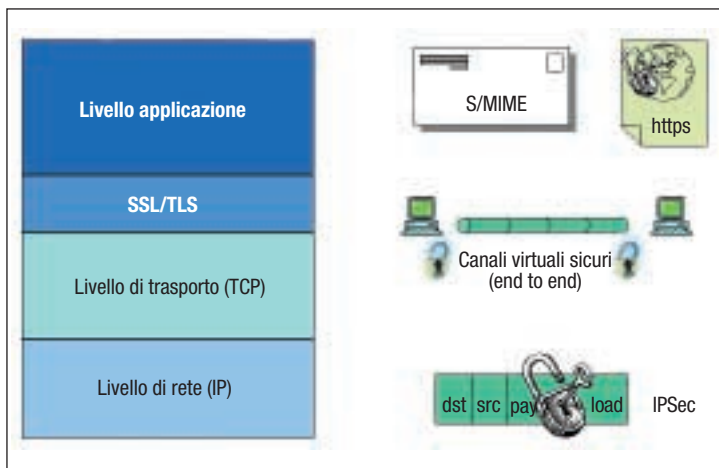 Livello applicazione
SSL/TLS
Livello di trasporto (TCP)
Livello di rete (IP)
S/MIME
https
Canali virtuali sicuri
(end to end)
dst src pay load IPSec